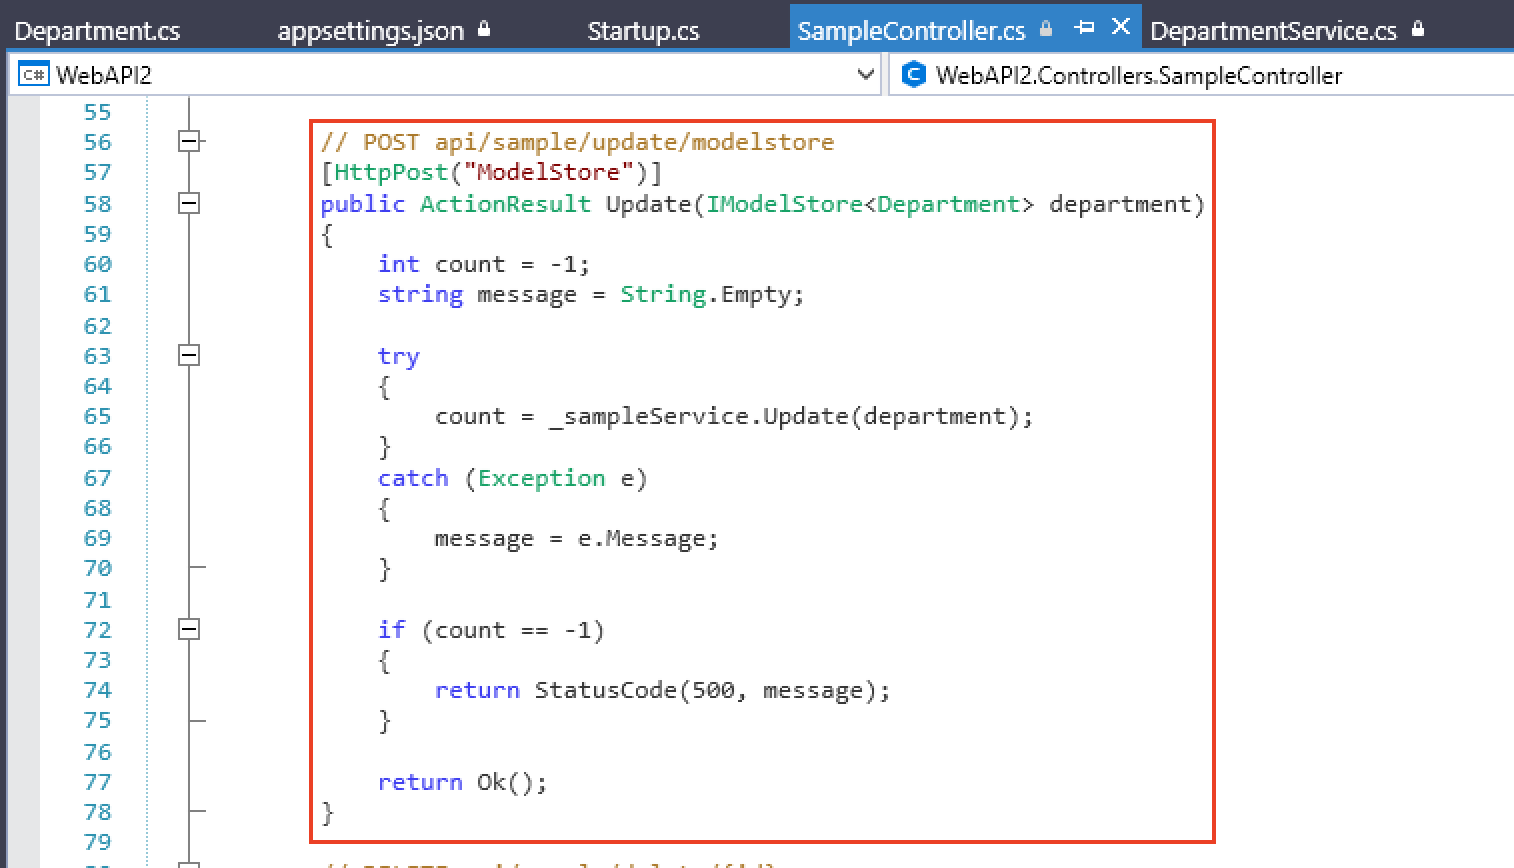 Department.cs appsettings.json Startup.cs SampleController.cs DepartmentService.cs
C# WebAPI2 C WebAPI2.Controllers.SampleController
55
56 // POST api/sample/update/modelstore
57 [HttpPost("ModelStore")]
58 public ActionResult Update(IModelStore<Department> department)
59 {
60 int count = -1;
61 string message = String.Empty;
62
63 try
64 {
65 count = _sampleService.Update(department);
66 }
67 catch (Exception e)
68 {
69 message = e.Message;
70 }
71
72 if (count == -1)
73 {
74 return StatusCode(500, message);
75 }
76
77 return Ok();
78 }
79